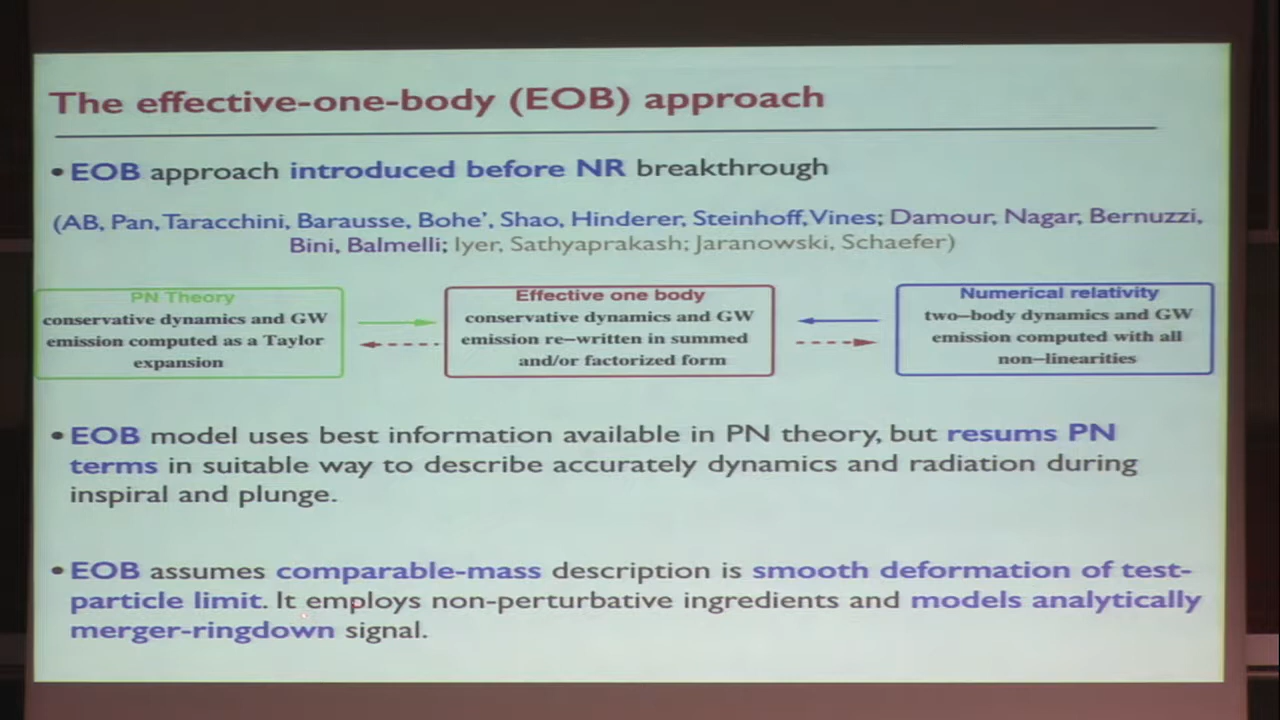 The effective-one-body (EOB) approach
• EOB approach introduced before NR breakthrough
(AB, Pan, Taracchini, Barausse, Bohe', Shao, Hinderer, Steinhoff, Vines; Damour, Nagar, Bernuzzi,
Bini, Balmelli; Iyer, Sathyaprakash; Jaranowski, Schaefer)
PN Theory
conservative dynamics and GW
emission computed as a Taylor
expansion
Effective one body
conservative dynamics and GW
emission re-written in summed
and/or factorized form
Numerical relativity
two-body dynamics and GW
emission computed with all
non-linearities
• EOB model uses best information available in PN theory, but resums PN
terms in suitable way to describe accurately dynamics and radiation during
inspiral and plunge.
• EOB assumes comparable-mass description is smooth deformation of test-
particle limit. It employs non-perturbative ingredients and models analytically
merger-ringdown signal.